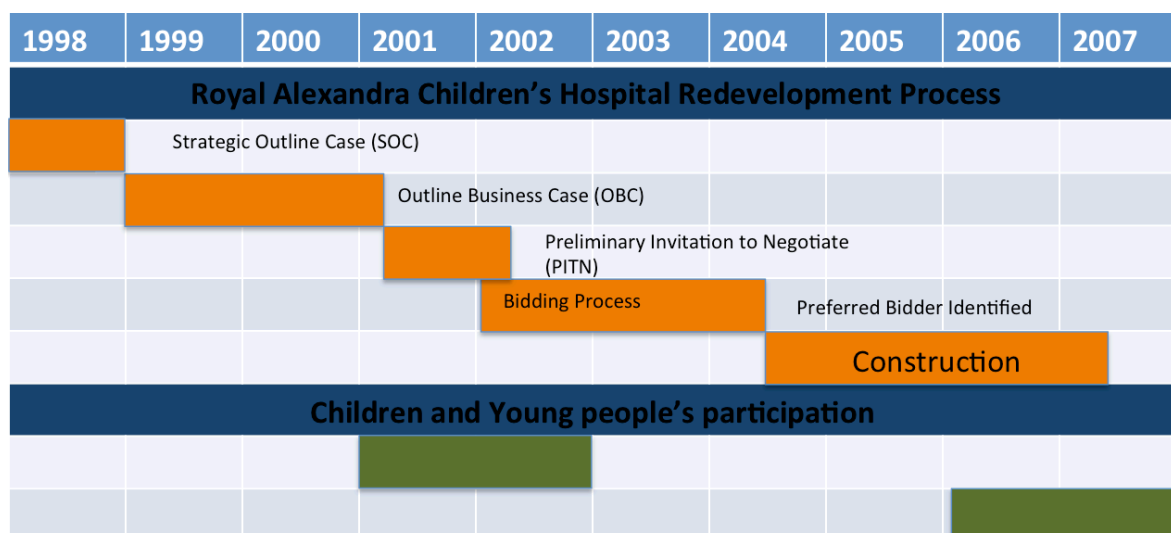 1998 1999 2000 2001 2002 2003 2004 2005 2006 2007
Royal Alexandra Children’s Hospital Redevelopment Process
Strategic Outline Case (SOC)
Outline Business Case (OBC)
Preliminary Invitation to Negotiate
(PITN)
Bidding Process
Preferred Bidder Identified
Construction
Children and Young people’s participation